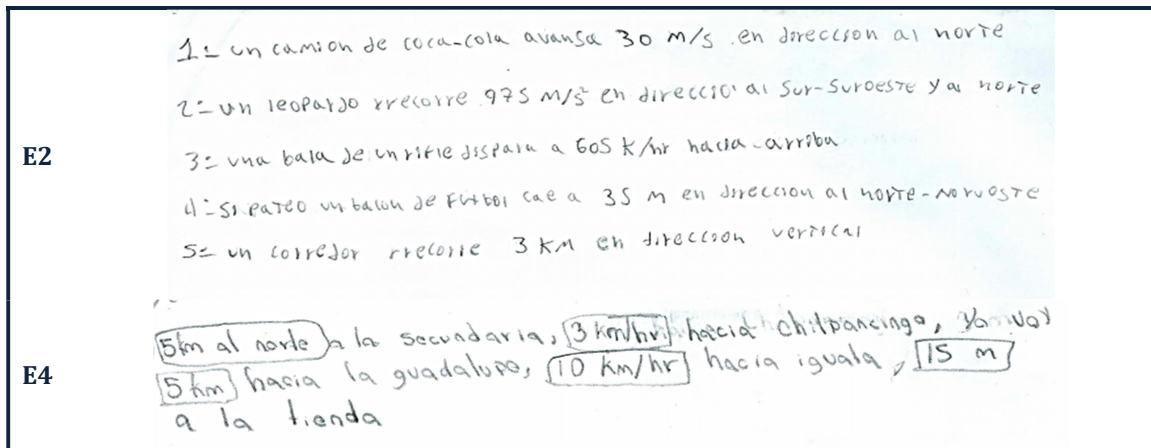 1= un camion de coca-cola avansa 30 m/s en direccion al norte
2= un leopardo rrecorre 975 M/s² en direccio al Sur-Suroeste y al norte
E2
3= una bala de un rifle dispara a 605 K/hr hacia arriba
4= si pateo un balon de Futbol cae a 35 m en direccion al norte-Noruoste
5= un corredor rrecorre 3 KM en direccion vertical
5km al norte a la secundaria, 3 km/hr hacia chilpancingo, Yo voy
E4
5 km hacia la guadalupe, 10 km/hr hacia iguala, 15 m
a la tienda